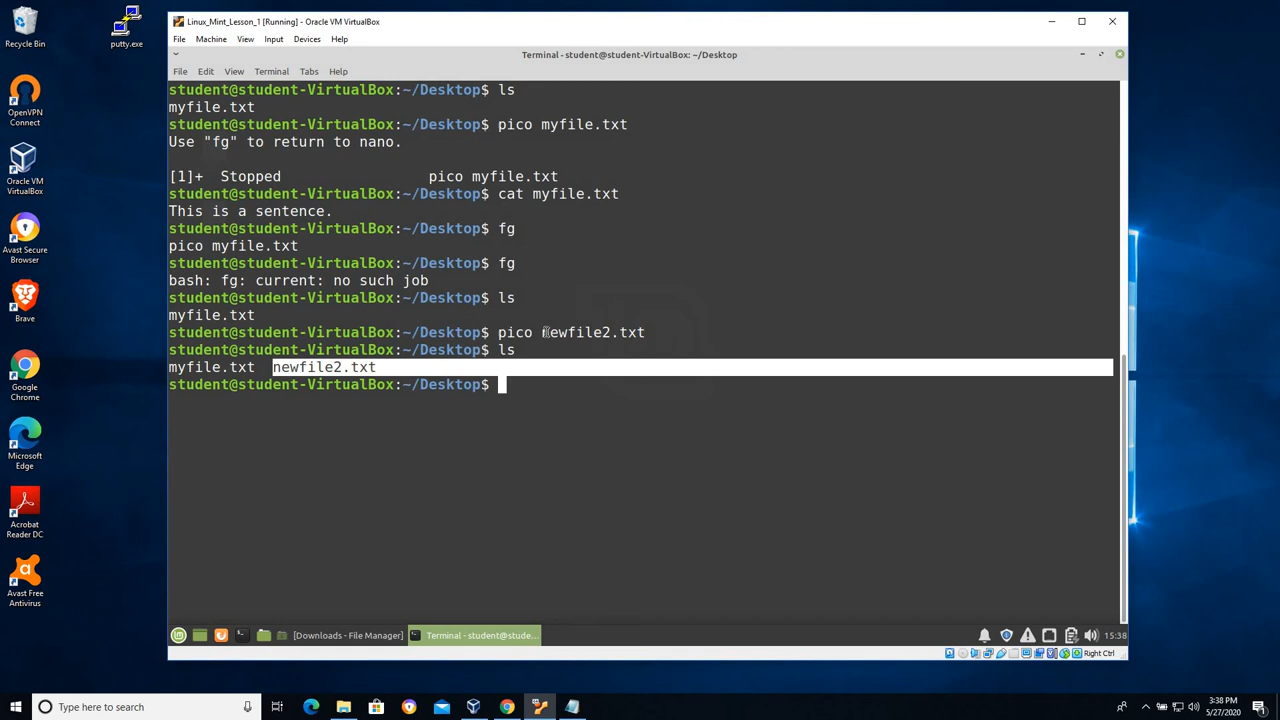 Linux_Mint_Lesson_1 [Running] - Oracle VM VirtualBox
File Machine View Input Devices Help
Terminal - student@student-VirtualBox: ~/Desktop
File Edit View Terminal Tabs Help
student@student-VirtualBox:~/Desktop$ ls
myfile.txt
student@student-VirtualBox:~/Desktop$ pico myfile.txt
Use "fg" to return to nano.
[1]+  Stopped                 pico myfile.txt
student@student-VirtualBox:~/Desktop$ cat myfile.txt
This is a sentence.
student@student-VirtualBox:~/Desktop$ fg
pico myfile.txt
student@student-VirtualBox:~/Desktop$ fg
bash: fg: current: no such job
student@student-VirtualBox:~/Desktop$ ls
myfile.txt
student@student-VirtualBox:~/Desktop$ pico newfile2.txt
student@student-VirtualBox:~/Desktop$ ls
myfile.txt  newfile2.txt
student@student-VirtualBox:~/Desktop$
[Downloads - File Manager]
Terminal - student@stude...
15:38
Right Ctrl
Recycle Bin
putty.exe
OpenVPN
Connect
Oracle VM
VirtualBox
Avast Secure
Browser
Brave
Google
Chrome
Microsoft
Edge
Acrobat
Reader DC
Avast Free
Antivirus
Type here to search
3:38 PM
5/27/2020